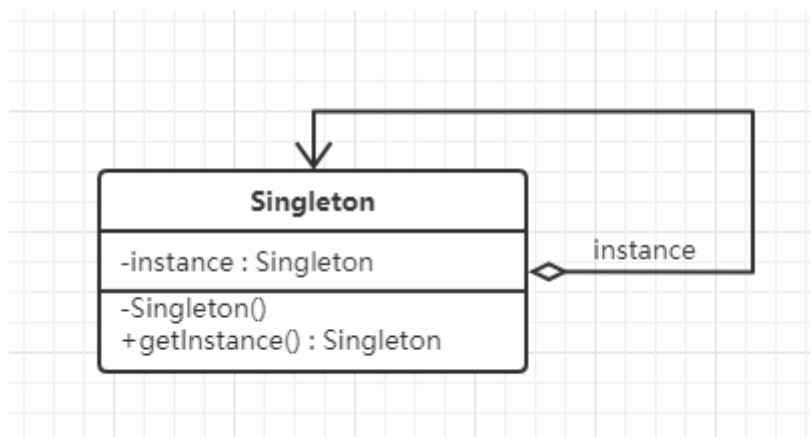 Singleton
-instance : Singleton
instance
-Singleton()
+getInstance() : Singleton